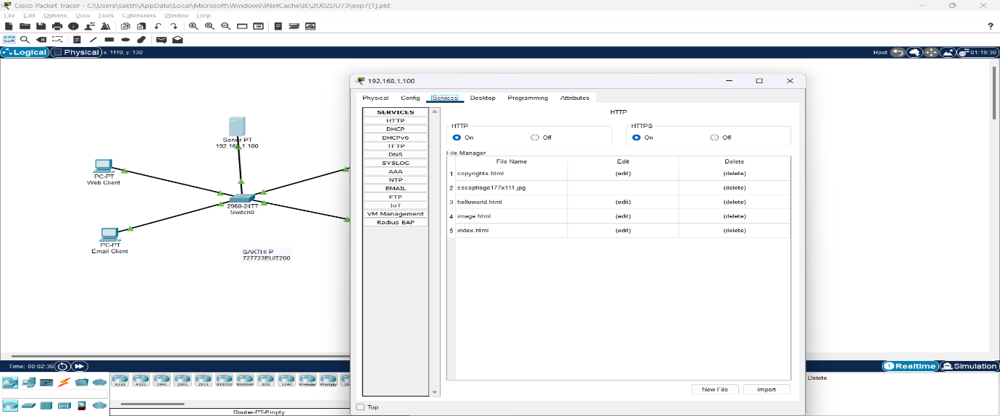 Cisco Packet Tracer - C:\Users\sakth\AppData\Local\Microsoft\Windows\INetCache\IE\2U02DU73\exp7[1].pkt
File Edit Options View Tools Extensions Window Help
Logical Physical x: 1110, y: 130
Root 01:19:30
Server-PT
192.168.1.100
PC-PT
Web Client
2960-24TT
Switch0
PC-PT
Email Client
SAKTHI P
727723EUIT200
192.168.1.100
Physical Config Services Desktop Programming Attributes
SERVICES
HTTP
DHCP
DHCPv6
TFTP
DNS
SYSLOG
AAA
NTP
EMAIL
FTP
IoT
VM Management
Radius EAP
HTTP
HTTP
On Off
HTTPS
On Off
File Manager
File Name Edit Delete
1 copyrights.html (edit) (delete)
2 cscoptlogo177x111.jpg (delete)
3 helloworld.html (edit) (delete)
4 image.html (edit) (delete)
5 index.html (edit) (delete)
New File Import
Top
Time: 00:02:36
Realtime Simulation
4331 4321 1941 2901 2911 819IOX 819HGW 829 1240 PT-Router PT-Empty
Router-PT-Empty
Delete